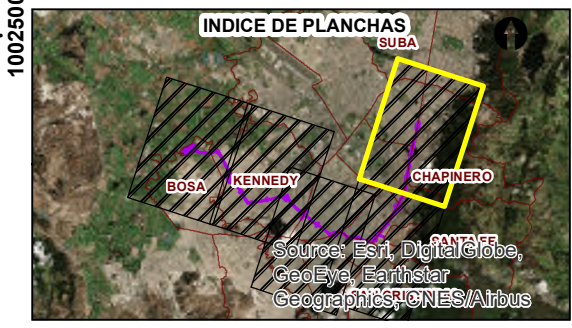 1002500
INDICE DE PLANCHAS
SUBA
BOSA
KENNEDY
CHAPINERO
SANTA FE
Source: Esri, DigitalGlobe,
GeoEye, Earthstar
Geographics, CNES/Airbus